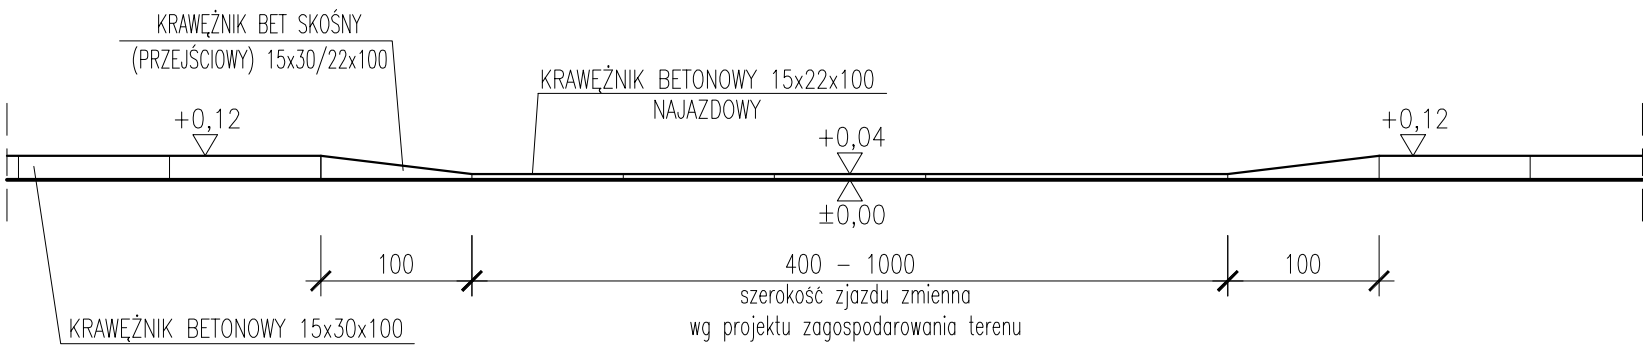 KRAWĘŻNIK BET SKOŚNY
(PRZEJŚCIOWY) 15x30/22x100
KRAWĘŻNIK BETONOWY 15x22x100
NAJAZDOWY
+0,12
+0,04
+0,12
±0,00
100
400 – 1000
100
szerokość zjazdu zmienna
wg projektu zagospodarowania terenu
KRAWĘŻNIK BETONOWY 15x30x100